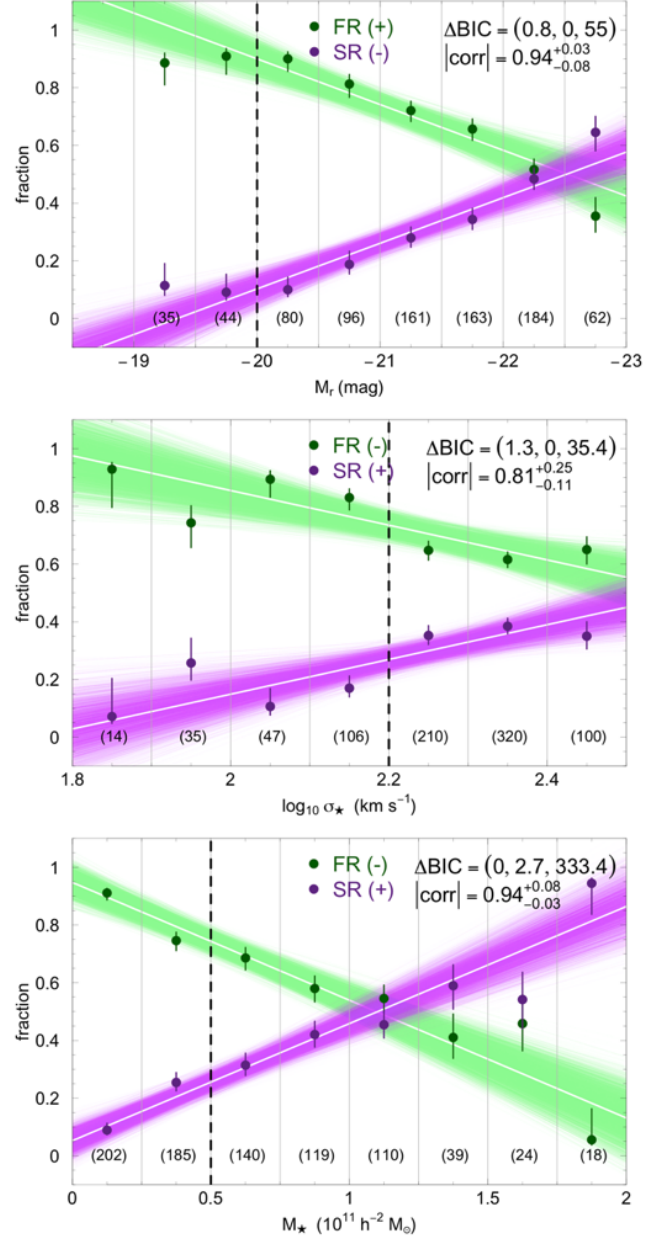 FR (+)
SR (-)
ΔBIC = (0.8, 0, 55)
|corr| = 0.94 +0.03 -0.08
1
0.8
0.6
0.4
0.2
0
fraction
(35) (44) (80) (96) (161) (163) (184) (62)
−19 −20 −21 −22 −23
M_r (mag)
FR (-)
SR (+)
ΔBIC = (1.3, 0, 35.4)
|corr| = 0.81 +0.25 -0.11
1
0.8
0.6
0.4
0.2
0
fraction
(14) (35) (47) (106) (210) (320) (100)
1.8 2 2.2 2.4
log₁₀ σ★ (km s⁻¹)
FR (-)
SR (+)
ΔBIC = (0, 2.7, 333.4)
|corr| = 0.94 +0.08 -0.03
1
0.8
0.6
0.4
0.2
0
fraction
(202) (185) (140) (119) (110) (39) (24) (18)
0 0.5 1 1.5 2
M★ (10¹¹ h⁻² M⊙)